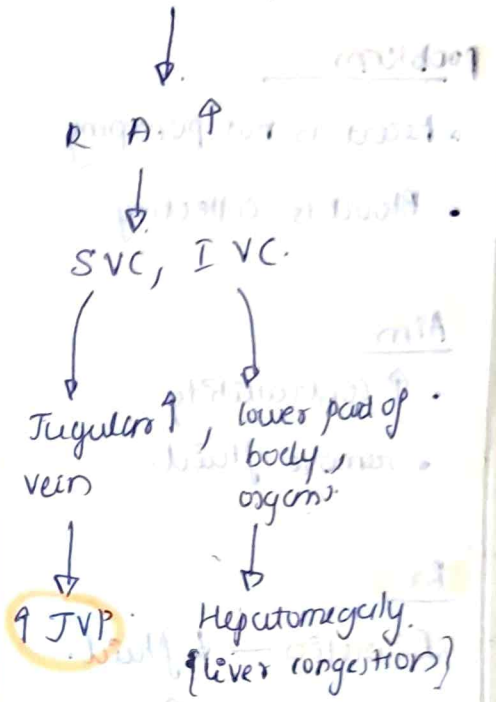 R A ↑
SVC, IVC.
Jugular ↑, lower part of
vein body,
organs
↑ JVP. Hepatomegaly.
{liver congestion}